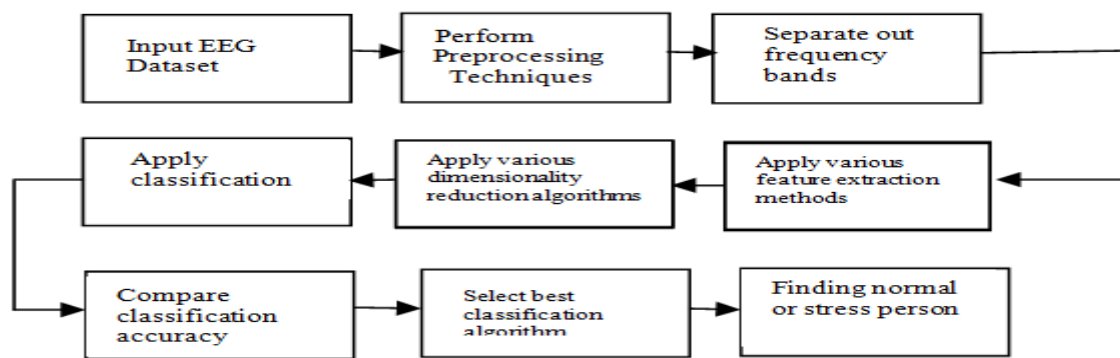 Input EEG
Dataset
Perform
Preprocessing
Techniques
Separate out
frequency
bands
Apply various
feature extraction
methods
Apply various
dimensionality
reduction algorithms
Apply
classification
Compare
classification
accuracy
Select best
classification
algorithm
Finding normal
or stress person